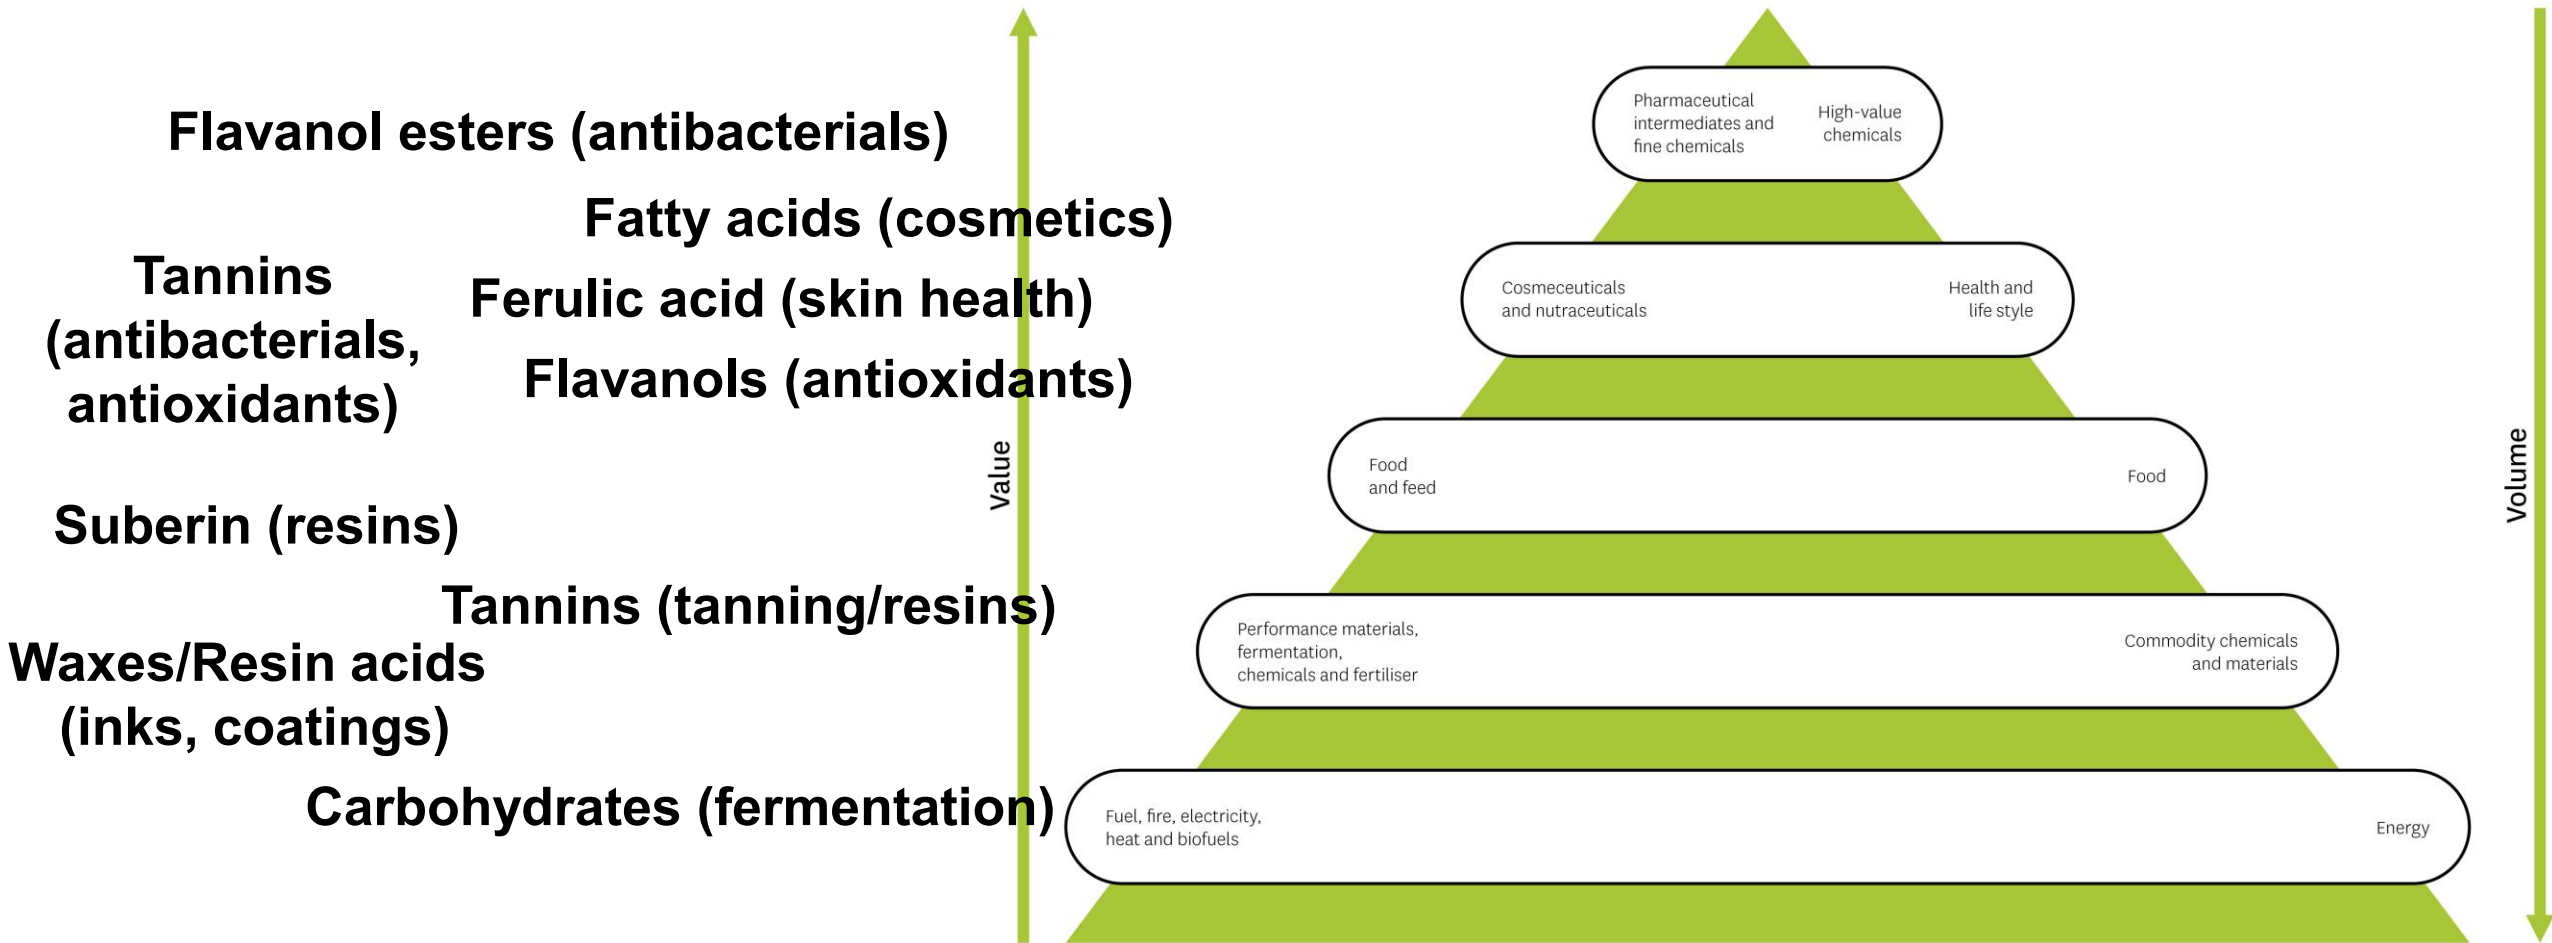 Flavanol esters (antibacterials)
Fatty acids (cosmetics)
Tannins
(antibacterials,
antioxidants)
Ferulic acid (skin health)
Flavanols (antioxidants)
Suberin (resins)
Tannins (tanning/resins)
Waxes/Resin acids
(inks, coatings)
Carbohydrates (fermentation)
Value
Pharmaceutical
intermediates and
fine chemicals
High-value
chemicals
Cosmeceuticals
and nutraceuticals
Health and
life style
Food
and feed
Food
Performance materials,
fermentation,
chemicals and fertiliser
Commodity chemicals
and materials
Fuel, fire, electricity,
heat and biofuels
Energy
Volume